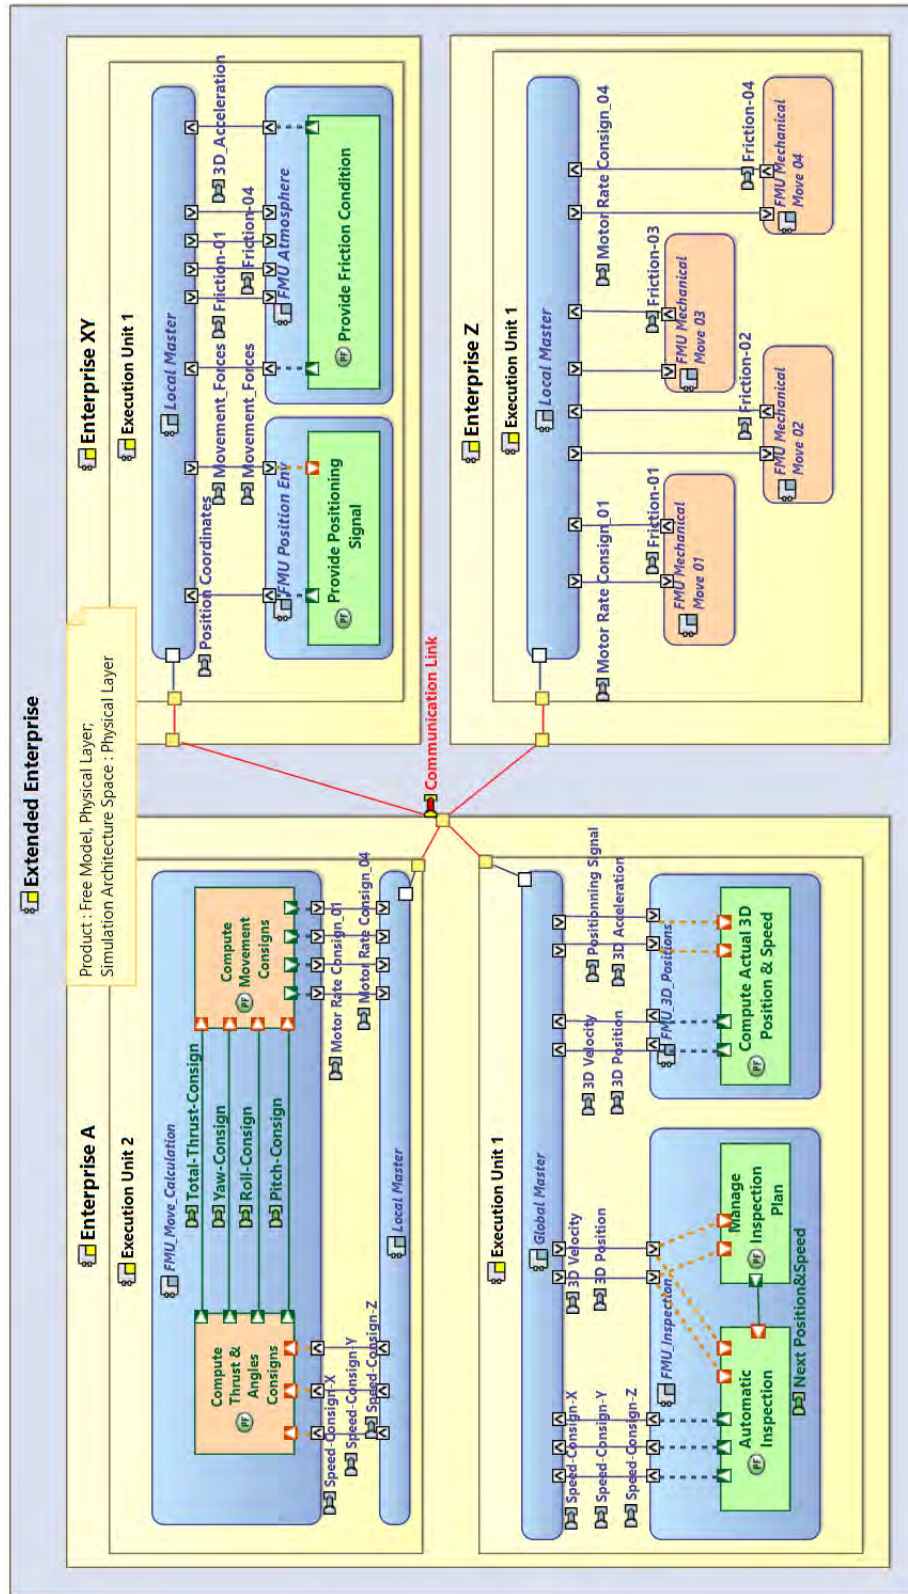 Extended Enterprise
Product : Free Model, Physical Layer;
Simulation Architecture Space : Physical Layer
Enterprise A
Execution Unit 2
FMU_Move_Calculation
Compute
Thrust &
Angles
Consigns
PF
Total-Thrust-Consign
Yaw-Consign
Roll-Consign
Pitch-Consign
Compute
Movement
Consigns
PF
Speed-Consign-X
Speed-Consign-Y
Speed-Consign-Z
Motor Rate Consign_01
Motor Rate Consign_04
Local Master
Execution Unit 1
Global Master
Speed-Consign-X
Speed-Consign-Y
Speed-Consign-Z
3D Velocity
3D Position
3D Velocity
3D Position
Positionning Signal
3D Acceleration
FMU_Inspection
Automatic
Inspection
PF
Manage
Inspection
Plan
PF
Next Position&Speed
FMU_3D_Positions
Compute Actual 3D
Position & Speed
PF
Communication Link
Enterprise XY
Execution Unit 1
Local Master
Position Coordinates
Movement_Forces
Movement_Forces
Friction-01
Friction-04
3D_Acceleration
FMU Position Env
Provide Positioning
Signal
PF
FMU Atmosphere
Provide Friction Condition
PF
Enterprise Z
Execution Unit 1
Local Master
Motor Rate Consign_01
Motor Rate Consign_04
Friction-01
Friction-02
Friction-03
Friction-04
FMU Mechanical
Move 01
FMU Mechanical
Move 02
FMU Mechanical
Move 03
FMU Mechanical
Move 04